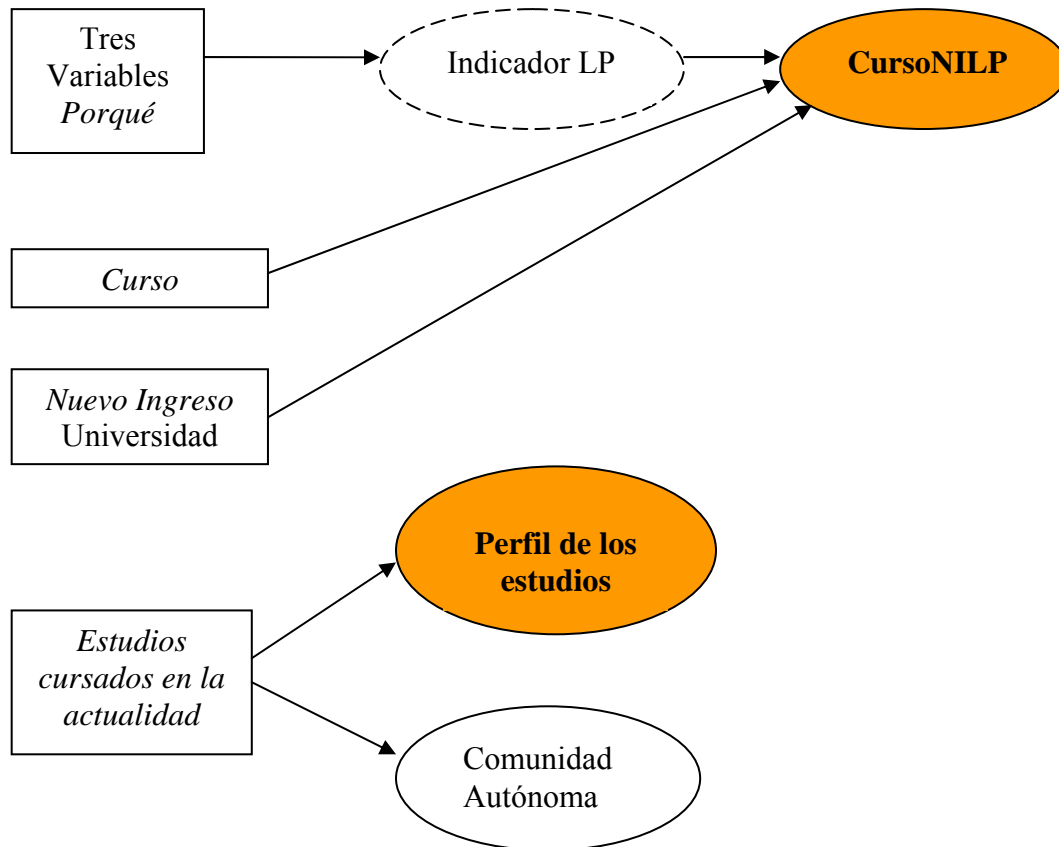 Tres
Variables
Porqué
Indicador LP
CursoNILP
Curso
Nuevo Ingreso
Universidad
Perfil de los
estudios
Estudios
cursados en la
actualidad
Comunidad
Autónoma